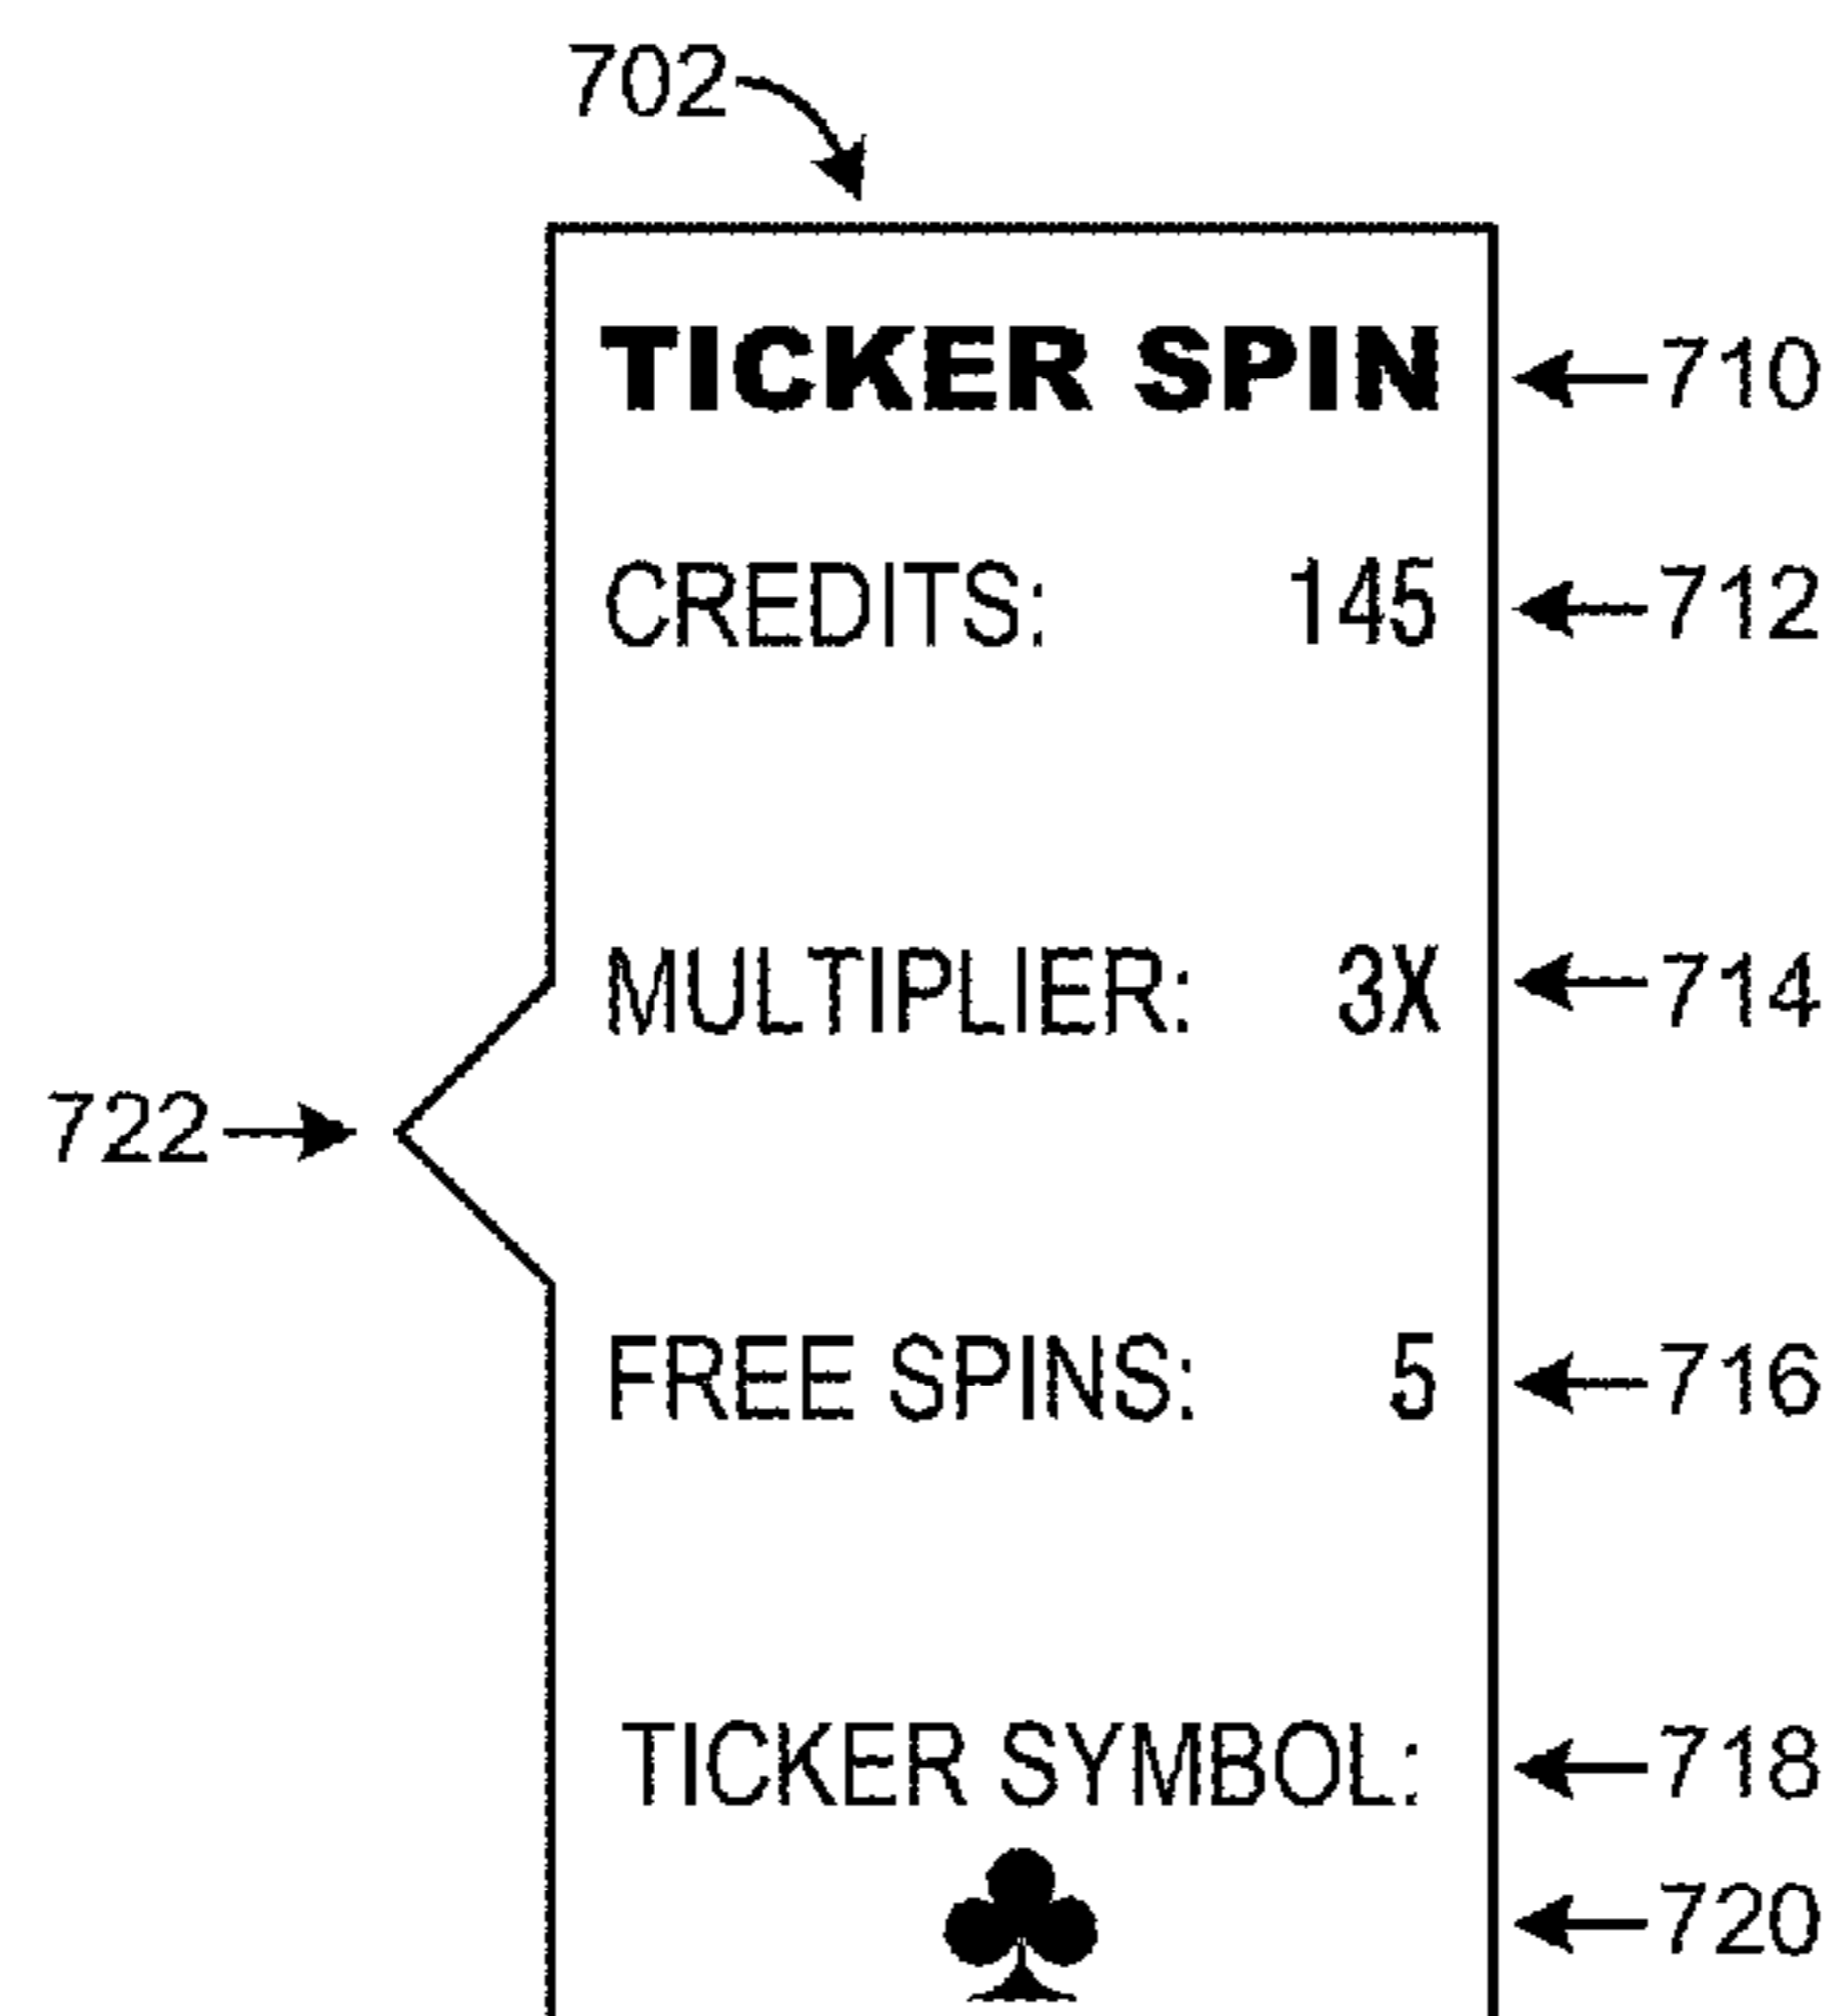 702
TICKER SPIN 710
CREDITS: 145 712
MULTIPLIER: 3X 714
722
FREE SPINS: 5 716
TICKER SYMBOL: 718
720